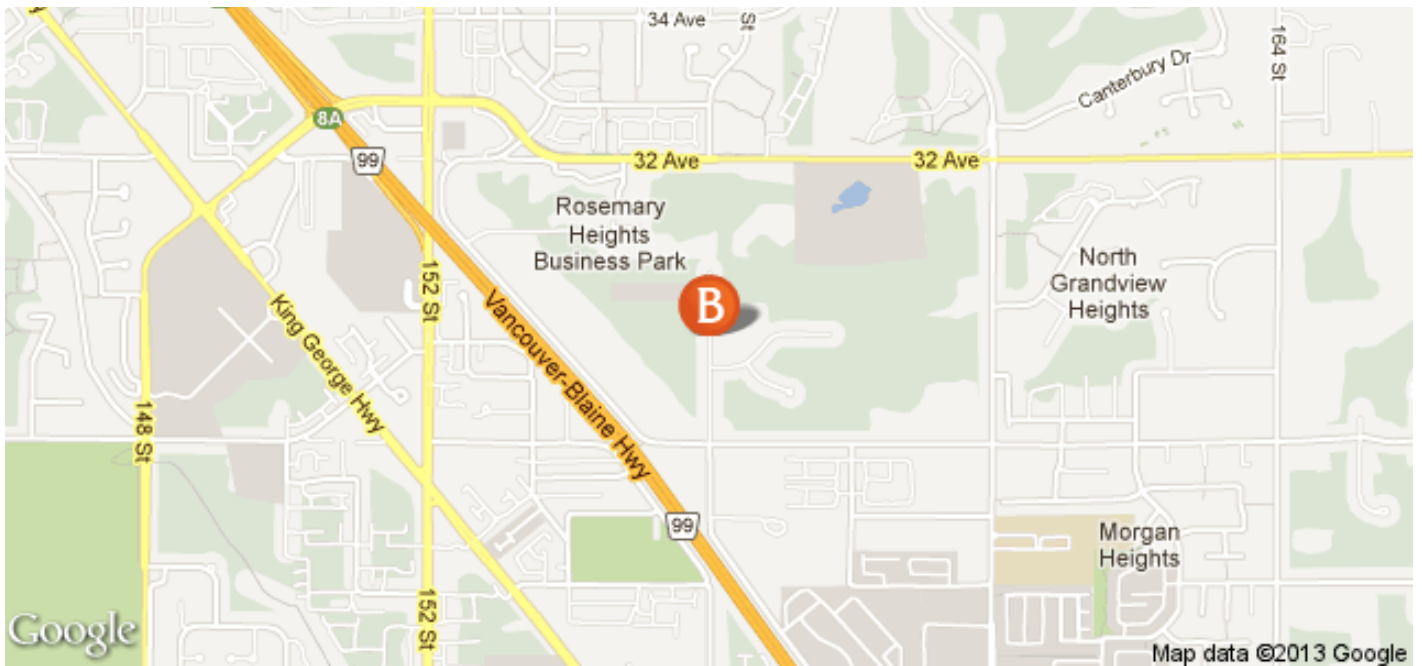 34 Ave
St
164 St
Canterbury Dr
8A
99
32 Ave
32 Ave
Rosemary
Heights
Business Park
North
Grandview
Heights
152 St
B
King George Hwy
Vancouver-Blaine Hwy
148 St
99
Morgan
Heights
152 St
Google
Map data ©2013 Google